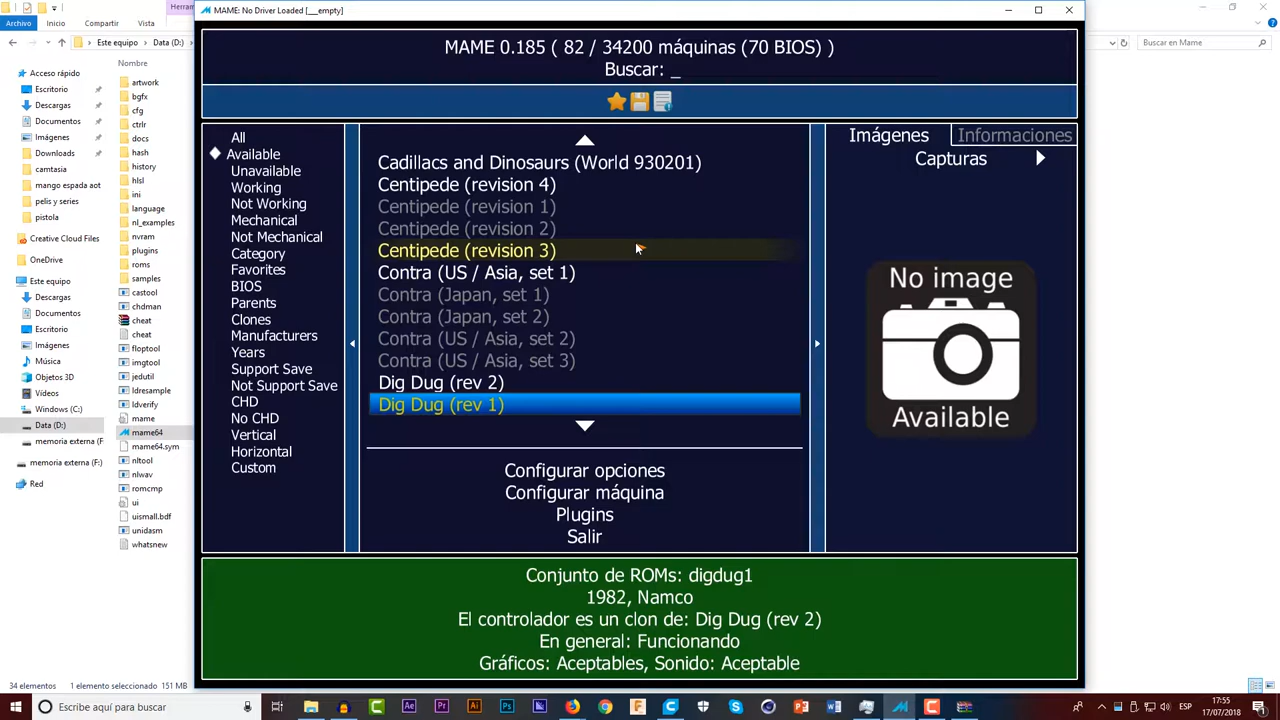 Herram
MAME: No Driver Loaded [___empty]
Archivo
Inicio
Compartir
Vista
Este equipo
Data (D:)
Buscar en Mame
Nombre
Acceso rápido
Escritorio
Descargas
Documentos
Imágenes
Downloads
camtasia
mango espada aot
pelis y series
pistola
Creative Cloud Files
OneDrive
Este equipo
Descargas
Documentos
Escritorio
Imágenes
Música
Objetos 3D
Vídeos
Windows (C:)
Data (D:)
memoria externa (F
memoria externa (F:)
Red
artwork
bgfx
cfg
ctrlr
docs
hash
history
hlsl
ini
language
nl_examples
nvram
plugins
roms
samples
castool
chdman
cheat
cheat
floptool
imgtool
jedutil
ldresample
ldverify
mame
mame64
mame64.sym
nltool
nlwav
romcmp
ui
uismall.bdf
unidasm
whatsnew
MAME 0.185 ( 82 / 34200 máquinas (70 BIOS) )
Buscar: _
All
Available
Unavailable
Working
Not Working
Mechanical
Not Mechanical
Category
Favorites
BIOS
Parents
Clones
Manufacturers
Years
Support Save
Not Support Save
CHD
No CHD
Vertical
Horizontal
Custom
Cadillacs and Dinosaurs (World 930201)
Centipede (revision 4)
Centipede (revision 1)
Centipede (revision 2)
Centipede (revision 3)
Contra (US / Asia, set 1)
Contra (Japan, set 1)
Contra (Japan, set 2)
Contra (US / Asia, set 2)
Contra (US / Asia, set 3)
Dig Dug (rev 2)
Dig Dug (rev 1)
Configurar opciones
Configurar máquina
Plugins
Salir
Imágenes
Informaciones
Capturas
No image
Available
Conjunto de ROMs: digdug1
1982, Namco
El controlador es un clon de: Dig Dug (rev 2)
En general: Funcionando
Gráficos: Aceptables, Sonido: Aceptable
34 elementos
1 elemento seleccionado
151 MB
Escribe aquí para buscar
ESP
17:55
17/07/2018